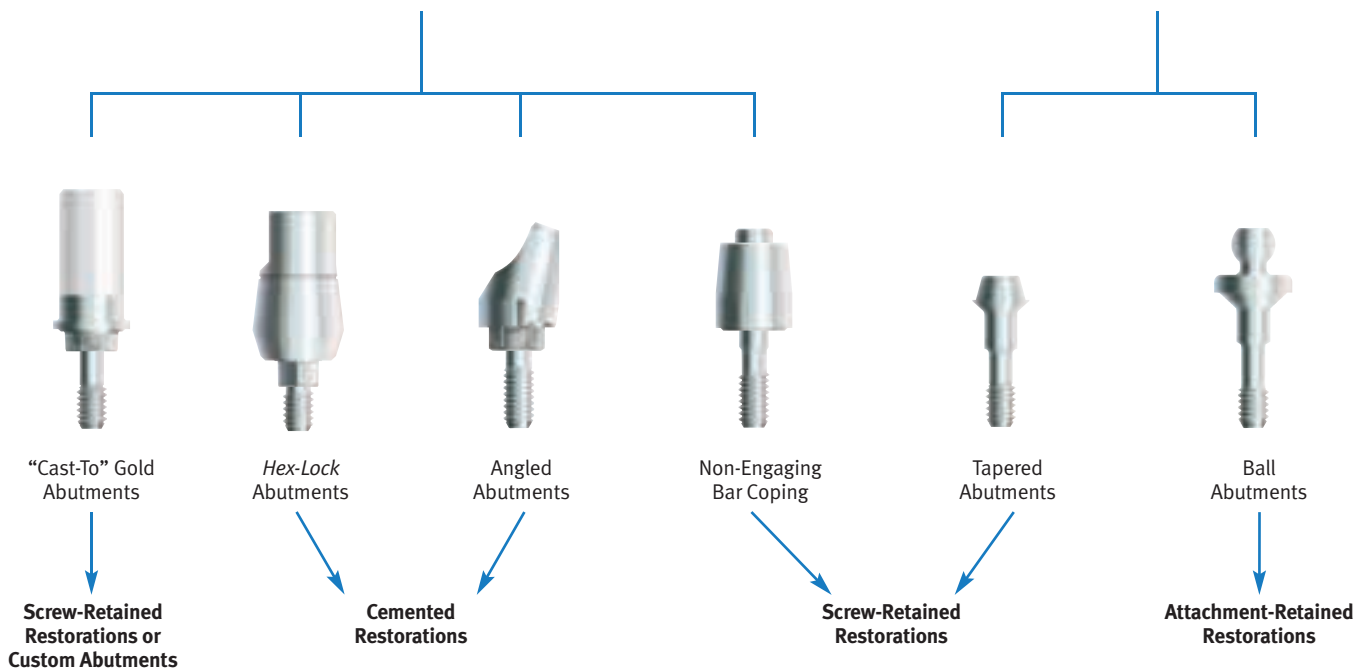 “Cast-To” Gold
Abutments
Hex-Lock
Abutments
Angled
Abutments
Non-Engaging
Bar Coping
Tapered
Abutments
Ball
Abutments
Screw-Retained
Restorations or
Custom Abutments
Cemented
Restorations
Screw-Retained
Restorations
Attachment-Retained
Restorations